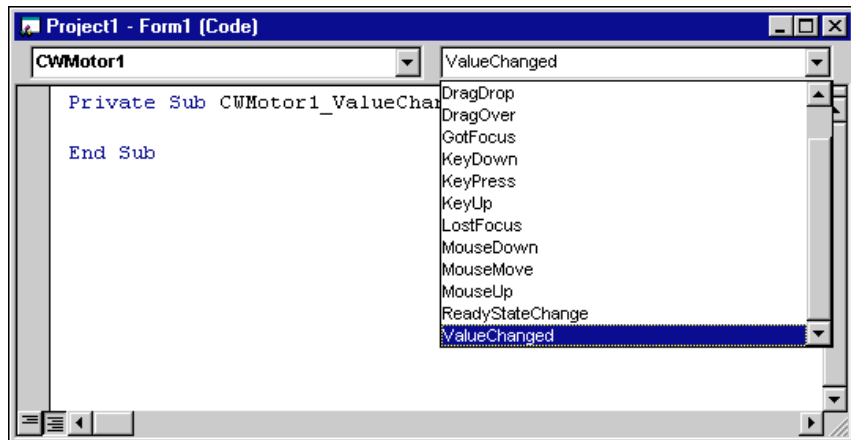 Project1 - Form1 (Code)
CWMotor1
ValueChanged
Private Sub CWMotor1_ValueChan
End Sub
DragDrop
DragOver
GotFocus
KeyDown
KeyPress
KeyUp
LostFocus
MouseDown
MouseMove
MouseUp
ReadyStateChange
ValueChanged